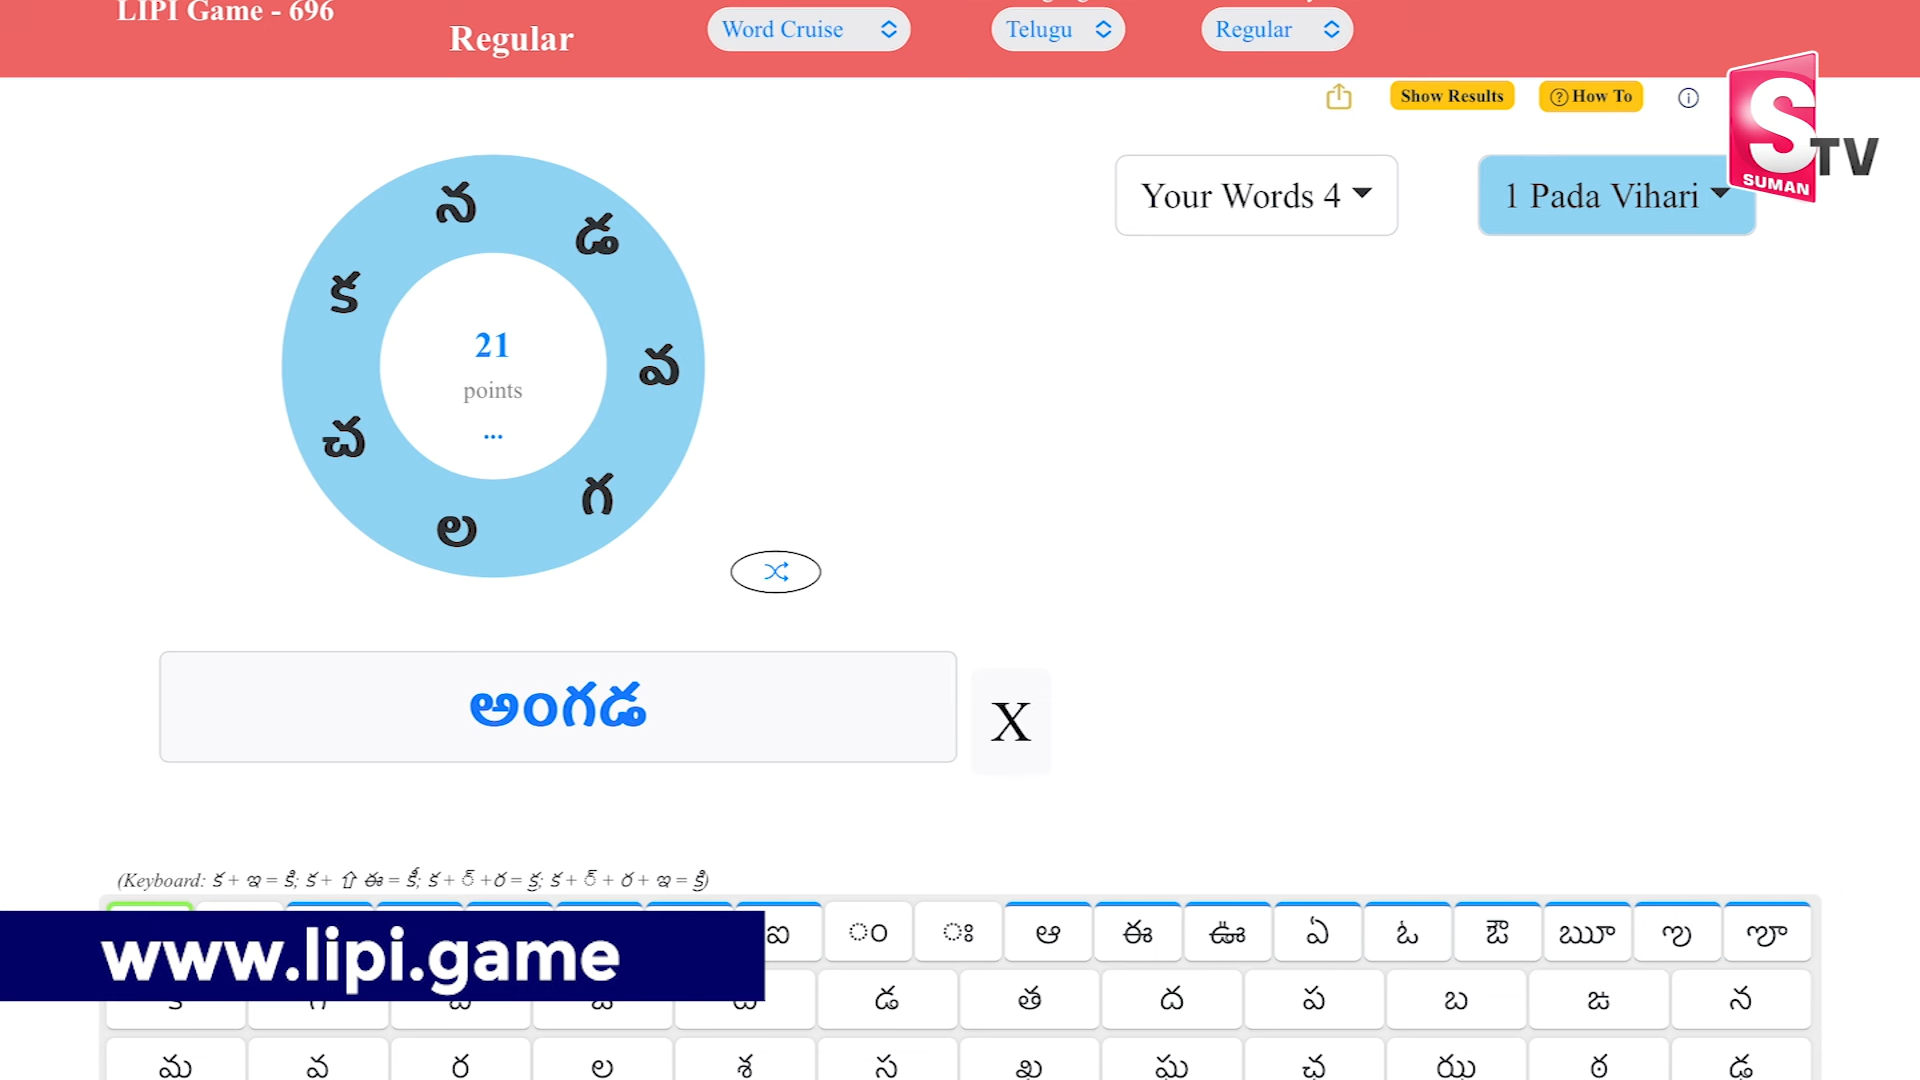 LIPI Game - 696
Regular
Word Cruise
Telugu
Regular
Show Results
How To
S
TV
SUMAN
Your Words 4
1 Pada Vihari
న
డ
క
వ
చ
గ
ల
21
points
...
అంగడ
X
(Keyboard: క + ఇ = కి; క + ⇧ ఈ = కీ; క + ్ + ర = క్ర; క + ్ + ర + ఇ = క్రి)
ఐ ం ః ఆ ఈ ఊ ఏ ఓ ఔ ౠ ఌ ౡ
www.lipi.game
డ త ద ప బ ఙ న
మ వ ర ల శ స ఖ ఘ ఛ ఝ ఠ ఢ